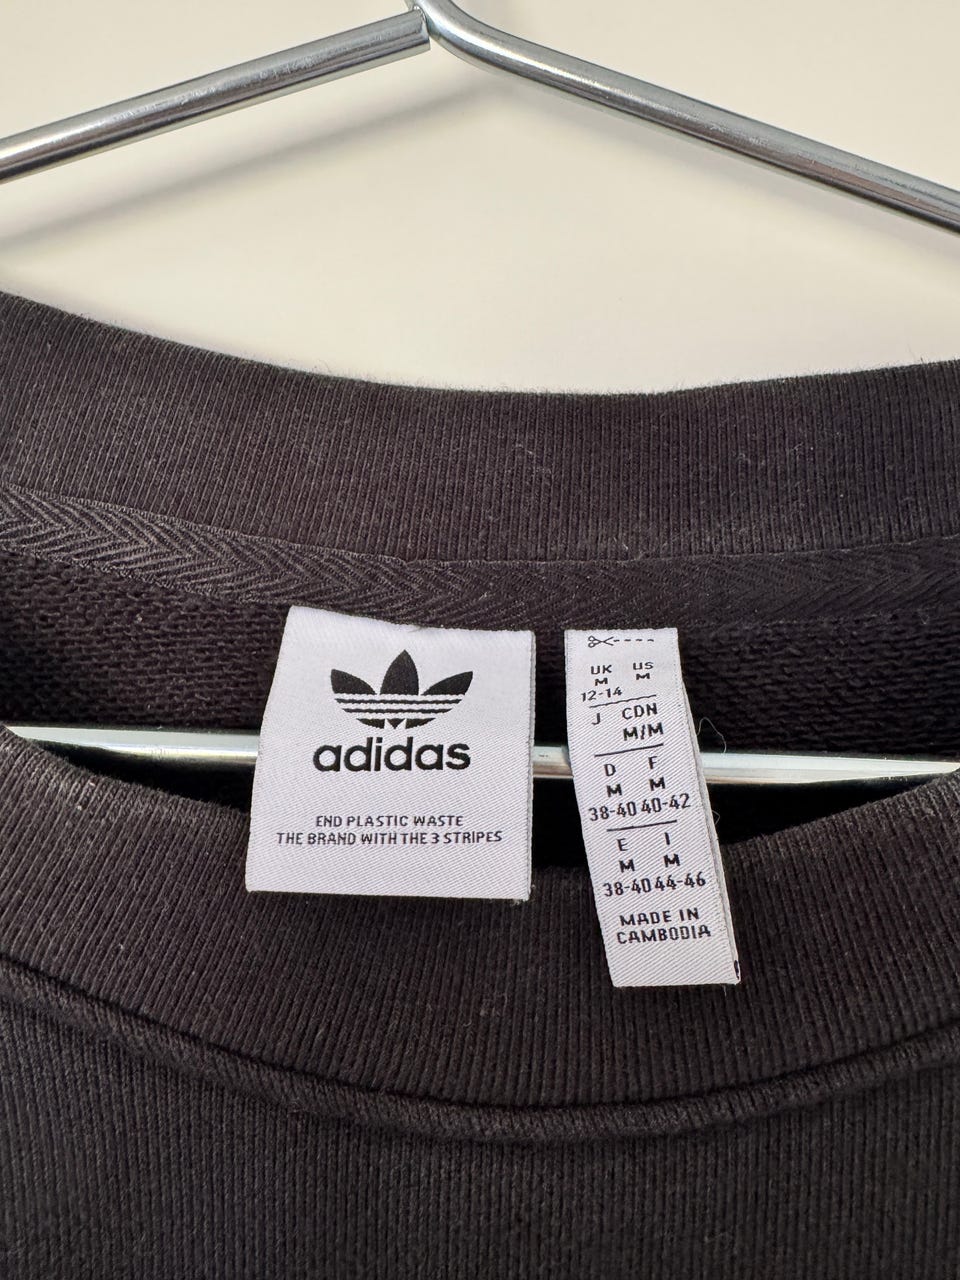 adidas
END PLASTIC WASTE
THE BRAND WITH THE 3 STRIPES
UK US
M M
12-14
J CDN
M/M
D F
M M
38-40 40-42
E I
M M
38-40 44-46
MADE IN
CAMBODIA